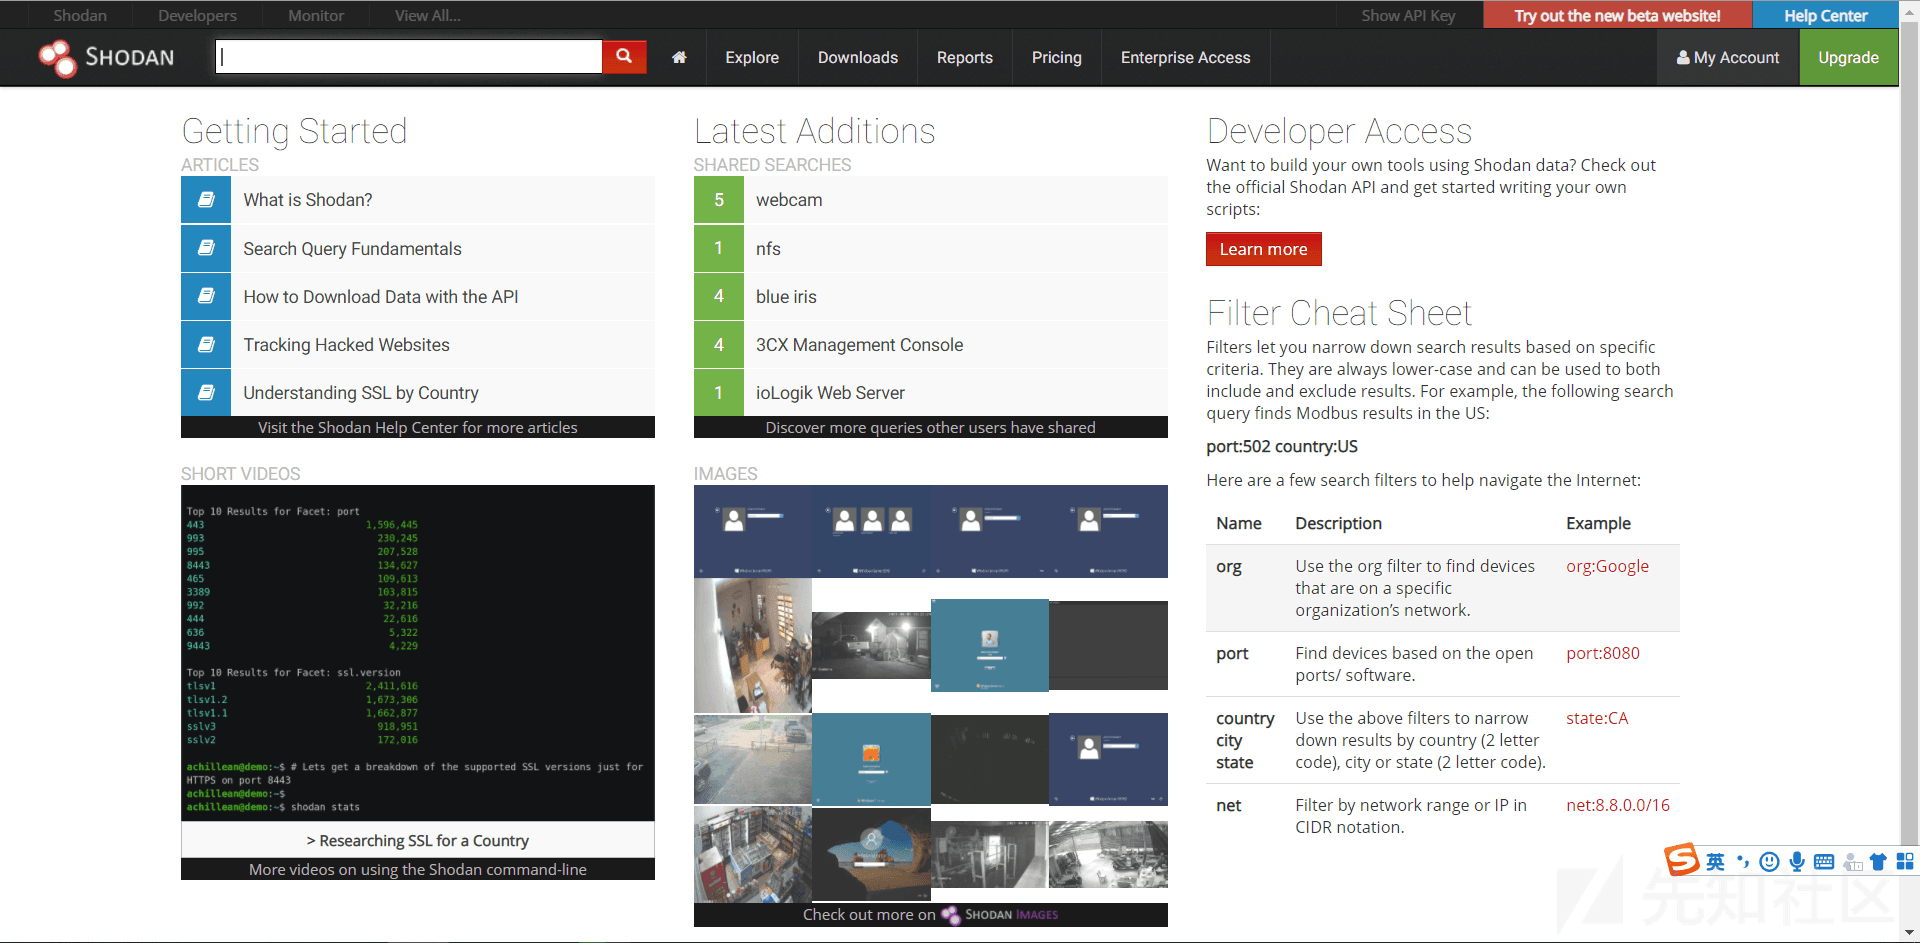 Shodan
Developers
Monitor
View All...
Show API Key
Try out the new beta website!
Help Center
SHODAN
Explore
Downloads
Reports
Pricing
Enterprise Access
My Account
Upgrade
Getting Started
ARTICLES
What is Shodan?
Search Query Fundamentals
How to Download Data with the API
Tracking Hacked Websites
Understanding SSL by Country
Visit the Shodan Help Center for more articles
SHORT VIDEOS
Top 10 Results for Facet: port
443 1,596,445
993 230,245
995 207,528
8443 134,627
465 109,613
3389 103,815
992 32,216
444 22,616
636 5,322
9443 4,229
Top 10 Results for Facet: ssl.version
tlsv1 2,411,616
tlsv1.2 1,673,306
tlsv1.1 1,662,877
sslv3 918,951
sslv2 172,016
achillean@demo:~$ # Lets get a breakdown of the supported SSL versions just for
HTTPS on port 8443
achillean@demo:~$
achillean@demo:~$ shodan stats
> Researching SSL for a Country
More videos on using the Shodan command-line
Latest Additions
SHARED SEARCHES
5 webcam
1 nfs
4 blue iris
4 3CX Management Console
1 ioLogik Web Server
Discover more queries other users have shared
IMAGES
Check out more on SHODAN IMAGES
Developer Access
Want to build your own tools using Shodan data? Check out
the official Shodan API and get started writing your own
scripts:
Learn more
Filter Cheat Sheet
Filters let you narrow down search results based on specific
criteria. They are always lower-case and can be used to both
include and exclude results. For example, the following search
query finds Modbus results in the US:
port:502 country:US
Here are a few search filters to help navigate the Internet:
Name Description Example
org Use the org filter to find devices org:Google
that are on a specific
organization's network.
port Find devices based on the open port:8080
ports/ software.
country Use the above filters to narrow state:CA
city down results by country (2 letter
state code), city or state (2 letter code).
net Filter by network range or IP in net:8.8.0.0/16
CIDR notation.
英
先知社区